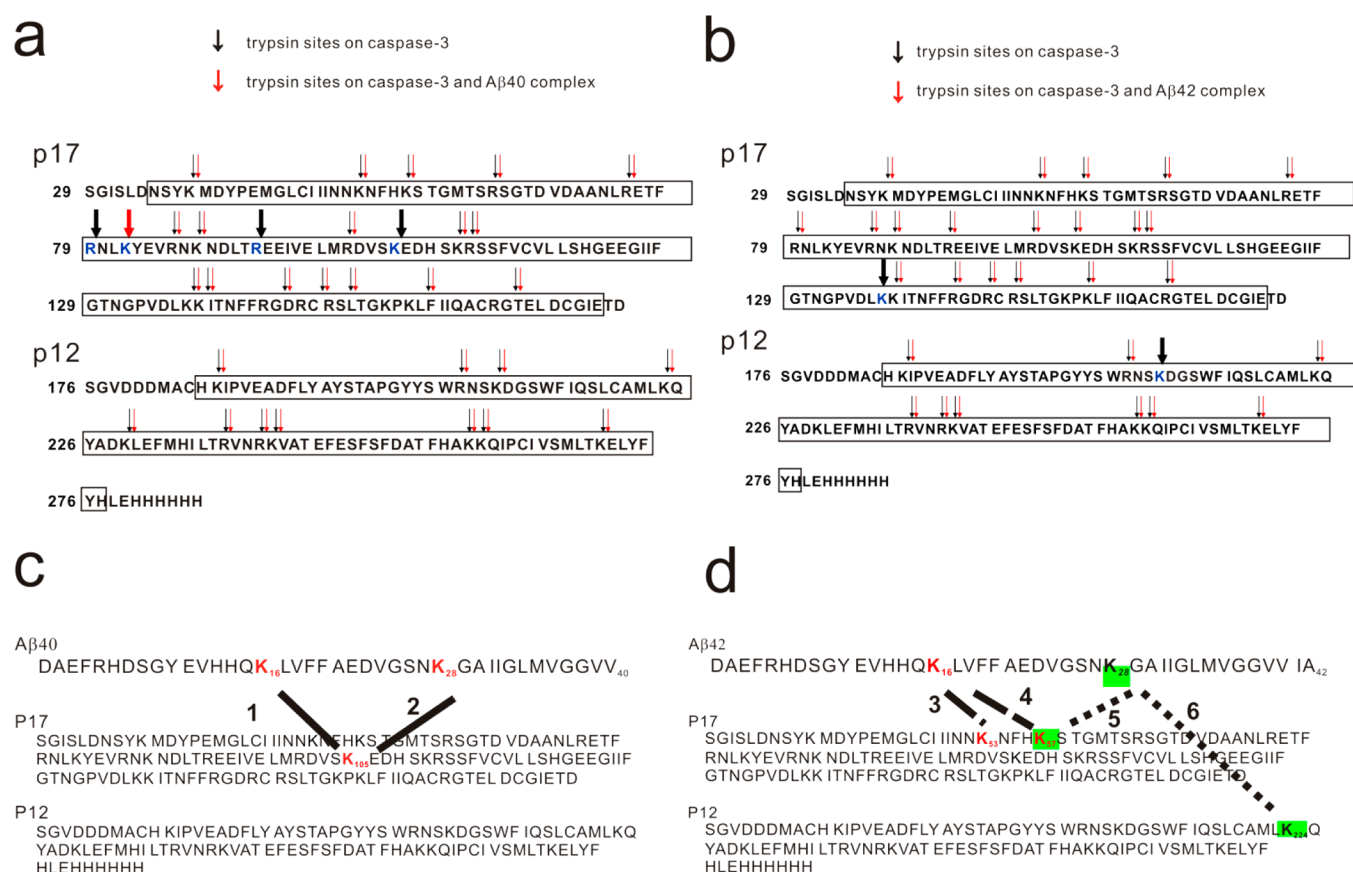 a
trypsin sites on caspase-3
trypsin sites on caspase-3 and Aβ40 complex
p17
29 SGISLDNSYK MDYPEMGLCI IINNKNFHKS TGMTSRSGTD VDAANLRETF
79 RNLKYEVRNK NDLTREEIVELMRDVSKEDH SKRSSFVCVL LSHGEEGIIF
129 GTNGPVDLKK ITNFFRGDRC RSLTGKPKLF IIQACRGTEL DCGIETD
p12
176 SGVDDDMACH KIPVEADFLY AYSTAPGYYS WRNSKDGSWF IQSLCAMLKQ
226 YADKLEFMHI LTRVNRKVAT EFESFSFDAT FHAKKQIPCI VSMLTKELYF
276 YHLEHHHHHH
b
trypsin sites on caspase-3
trypsin sites on caspase-3 and Aβ42 complex
p17
29 SGISLDNSYK MDYPEMGLCI IINNKNFHKS TGMTSRSGTD VDAANLRETF
79 RNLKYEVRNK NDLTREEIVELMRDVSKEDH SKRSSFVCVL LSHGEEGIIF
129 GTNGPVDLKK ITNFFRGDRC RSLTGKPKLF IIQACRGTEL DCGIETD
p12
176 SGVDDDMACH KIPVEADFLY AYSTAPGYYS WRNSKDGSWF IQSLCAMLKQ
226 YADKLEFMHI LTRVNRKVAT EFESFSFDAT FHAKKQIPCI VSMLTKELYF
276 YHLEHHHHHH
c
Aβ40
DAEFRHDSGY EVHHQK16LVFF AEDVGSNK28GA IIGLMVGGVV40
1 2
P17
SGISLDNSYK MDYPEMGLCI IINNKNFHKS TGMTSRSGTD VDAANLRETF
RNLKYEVRNK NDLTREEIVE LMRDVSK105EDH SKRSSFVCVL LSHGEEGIIF
GTNGPVDLKK ITNFFRGDRC RSLTGKPKLF IIQACRGTEL DCGIETD
P12
SGVDDDMACH KIPVEADFLY AYSTAPGYYS WRNSKDGSWF IQSLCAMLKQ
YADKLEFMHI LTRVNRKVAT EFESFSFDAT FHAKKQIPCI VSMLTKELYF
HLEHHHHHH
d
Aβ42
DAEFRHDSGY EVHHQK16LVFF AEDVGSNK28GA IIGLMVGGVV IA42
3 4 5 6
P17
SGISLDNSYK MDYPEMGLCI IINNK53NFHK57S TGMTSRSGTD VDAANLRETF
RNLKYEVRNK NDLTREEIVE LMRDVSKEDH SKRSSFVCVL LSHGEEGIIF
GTNGPVDLKK ITNFFRGDRC RSLTGKPKLF IIQACRGTEL DCGIETD
P12
SGVDDDMACH KIPVEADFLY AYSTAPGYYS WRNSKDGSWF IQSLCAMLK224Q
YADKLEFMHI LTRVNRKVAT EFESFSFDAT FHAKKQIPCI VSMLTKELYF
HLEHHHHHH